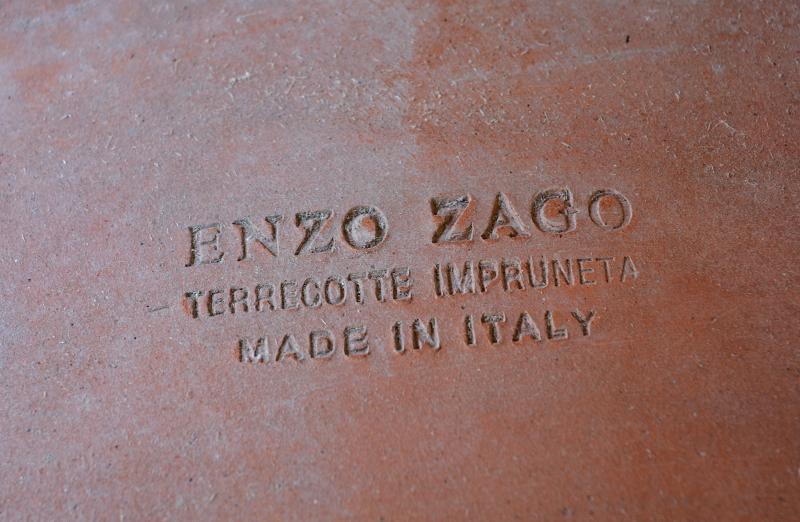 ENZO ZAGO
- TERRECOTTE IMPRUNETA
MADE IN ITALY